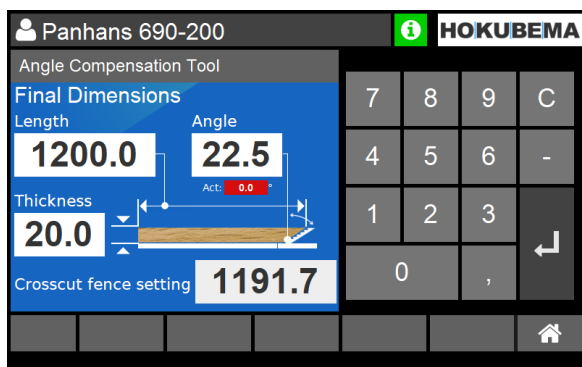 Panhans 690-200
i
HOKUBEMA
Angle Compensation Tool
Final Dimensions
Length
Angle
1200.0
22.5
Act: 0.0 °
Thickness
20.0
Crosscut fence setting 1191.7
7 8 9 C
4 5 6 -
1 2 3
0 ,